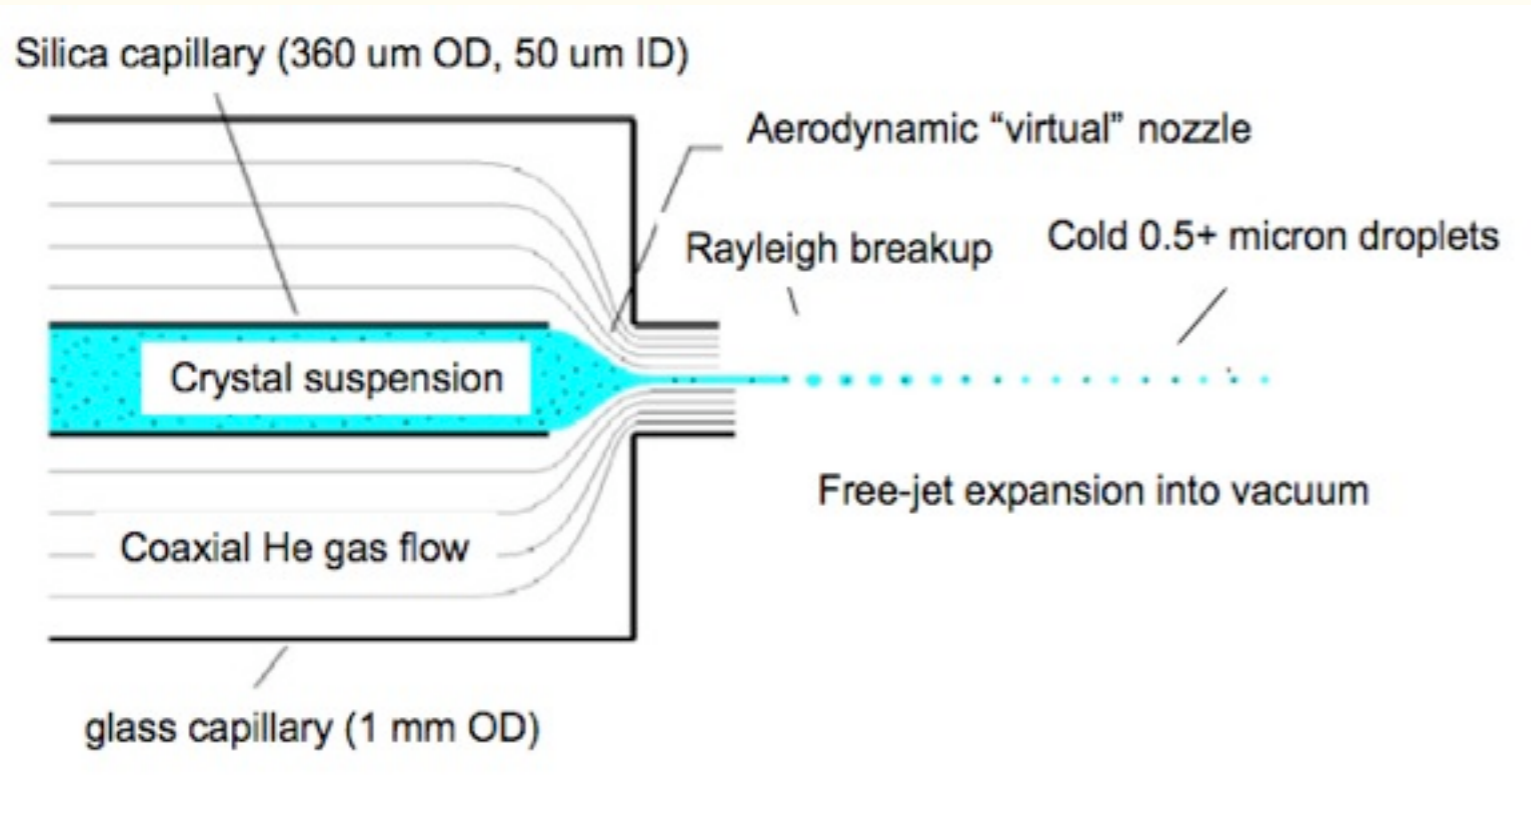 Silica capillary (360 um OD, 50 um ID)
Aerodynamic “virtual” nozzle
Rayleigh breakup
Cold 0.5+ micron droplets
Crystal suspension
Free-jet expansion into vacuum
Coaxial He gas flow
glass capillary (1 mm OD)